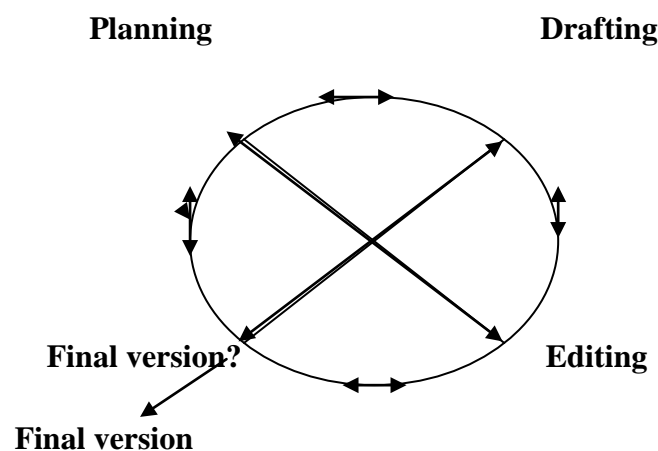 Planning
Drafting
Final version?
Editing
Final version